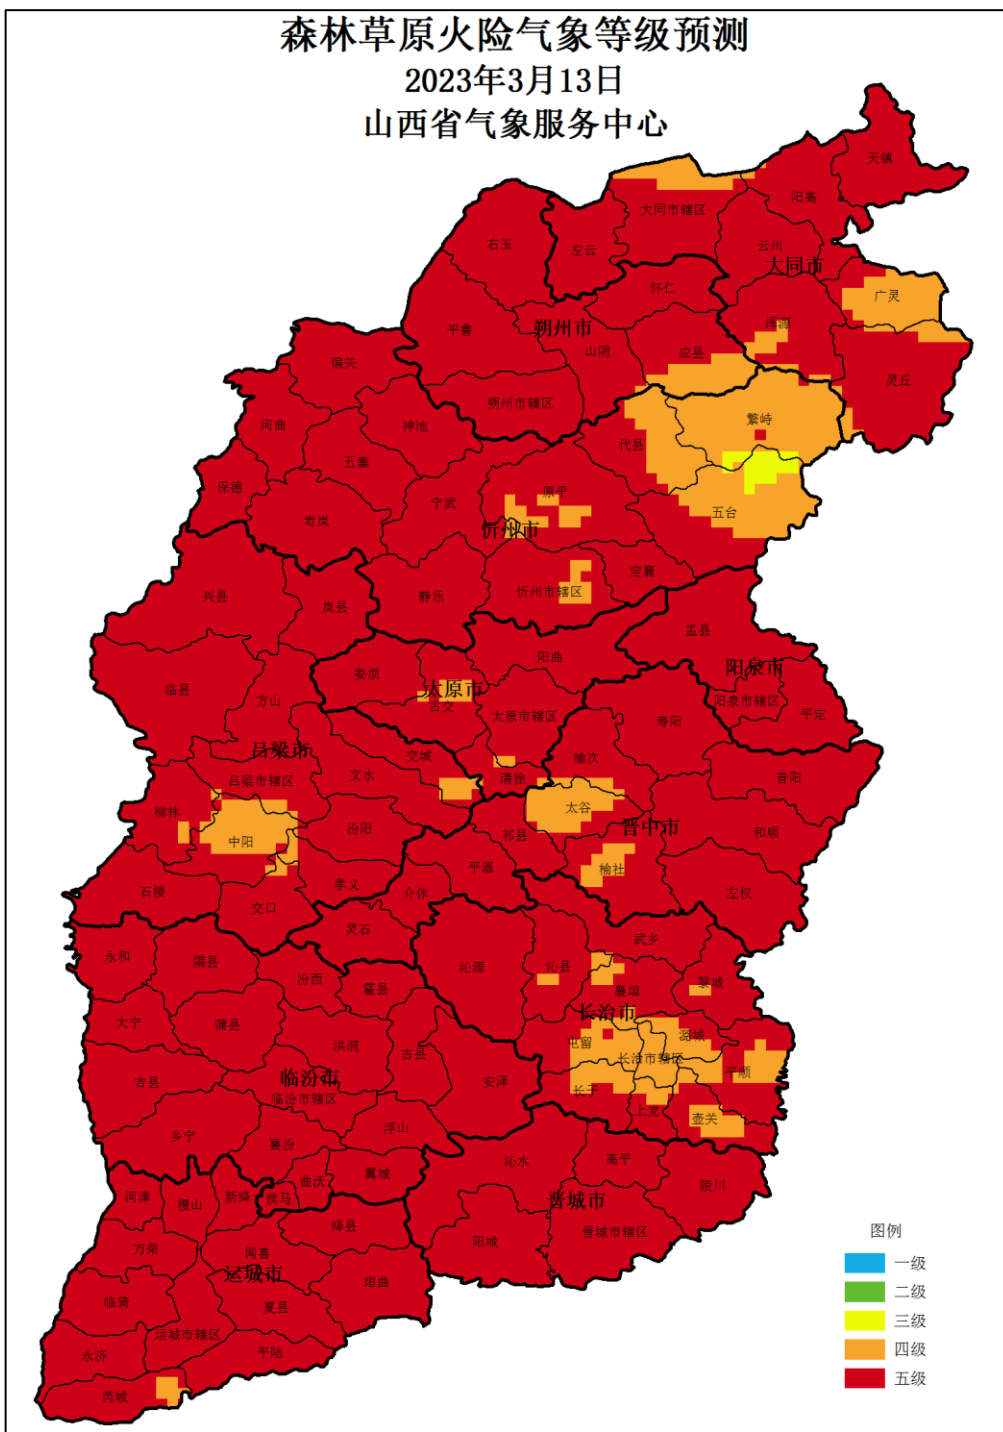 森林草原火险气象等级预测
2023年3月13日
山西省气象服务中心
天镇
阳高
大同市辖区
云州
左云
右玉
大同市
广灵
怀仁
浑源
平鲁
朔州市
山阴
应县
灵丘
偏关
朔州市辖区
繁峙
神池
河曲
代县
五寨
保德
宁武
原平
五台
岢岚
忻州市
定襄
忻州市辖区
静乐
兴县
岚县
盂县
阳曲
阳泉市
娄烦
太原市
临县
方山
古交
阳泉市辖区
平定
太原市辖区
寿阳
吕梁市
交城
榆次
文水
清徐
昔阳
吕梁市辖区
柳林
太谷
汾阳
晋中市
祁县
和顺
中阳
平遥
榆社
孝义
石楼
介休
左权
交口
灵石
武乡
永和
隰县
沁源
沁县
汾西
霍县
襄垣
黎城
长治市
大宁
蒲县
潞城
洪洞
屯留
古县
长治市辖区
平顺
吉县
临汾市
安泽
长子
临汾市辖区
上党
壶关
浮山
乡宁
襄汾
沁水
高平
翼城
曲沃
陵川
河津
稷山
新绛
侯马
晋城市
绛县
晋城市辖区
阳城
万荣
闻喜
运城市
垣曲
临猗
夏县
运城市辖区
平陆
永济
芮城
图例
一级
二级
三级
四级
五级